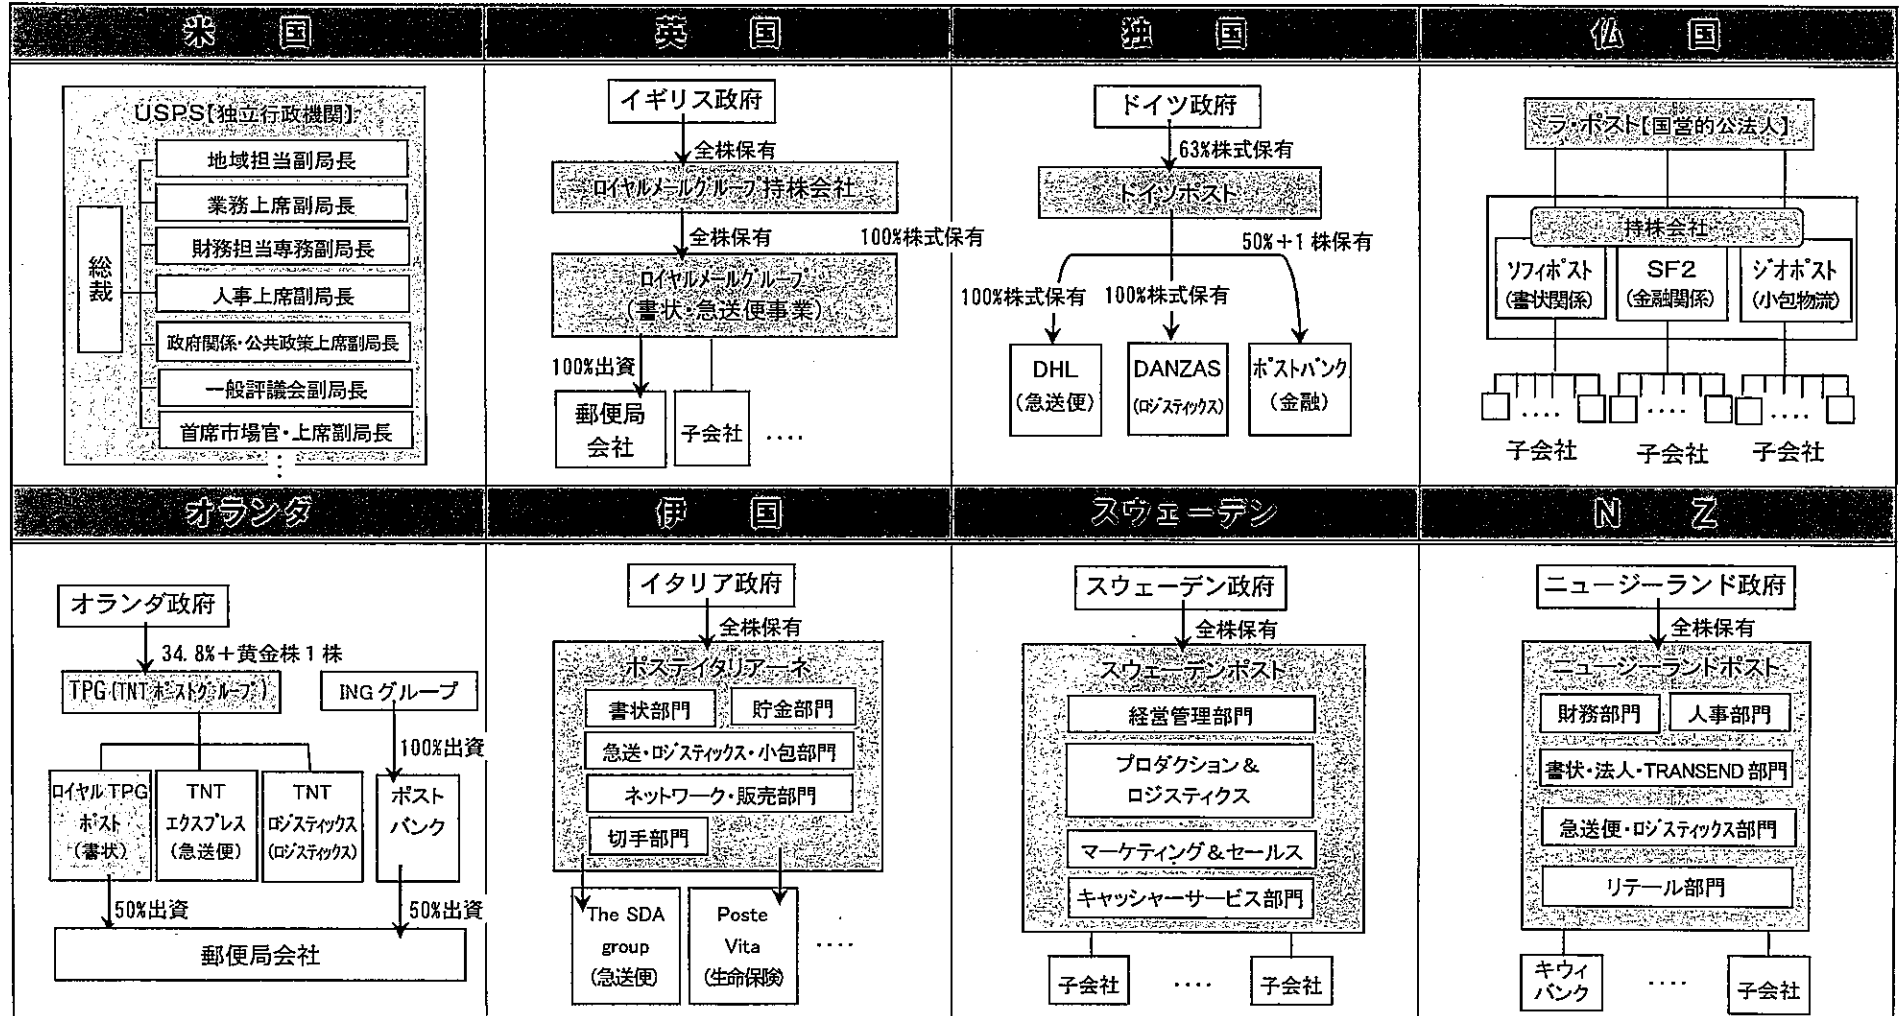 米国
英国
独国
仏国
USPS【独立行政機関】
総裁
地域担当副局長
業務上席副局長
財務担当専務副局長
人事上席副局長
政府関係・公共政策上席副局長
一般評議会副局長
首席市場官・上席副局長
イギリス政府
全株保有
ロイヤルメールグループ持株会社
全株保有
100%株式保有
ロイヤルメールグループ
(書状・急送便事業)
100%出資
郵便局
会社
子会社
‥‥
ドイツ政府
63%株式保有
ドイツポスト
50%+1株保有
100%株式保有
100%株式保有
DHL
(急送便)
DANZAS
(ロジスティックス)
ポストバンク
(金融)
ラ・ポスト【国営的公法人】
持株会社
ソフィポスト
(書状関係)
SF2
(金融関係)
ジオポスト
(小包物流)
‥‥
‥‥
‥‥
子会社
子会社
子会社
オランダ
伊国
スウェーデン
NZ
オランダ政府
34.8%+黄金株1株
TPG(TNTポストグループ)
INGグループ
100%出資
ロイヤルTPG
ポスト
(書状)
TNT
エクスプレス
(急送便)
TNT
ロジスティックス
(ロジスティックス)
ポスト
バンク
50%出資
50%出資
郵便局会社
イタリア政府
全株保有
ポステイタリアーネ
書状部門
貯金部門
急送・ロジスティックス・小包部門
ネットワーク・販売部門
切手部門
The SDA
group
(急送便)
Poste
Vita
(生命保険)
‥‥
スウェーデン政府
全株保有
スウェーデンポスト
経営管理部門
プロダクション&
ロジスティクス
マーケティング&セールス
キャッシャーサービス部門
子会社
‥‥
子会社
ニュージーランド政府
全株保有
ニュージーランドポスト
財務部門
人事部門
書状・法人・TRANSEND部門
急送便・ロジスティックス部門
リテール部門
キウィ
バンク
‥‥
子会社